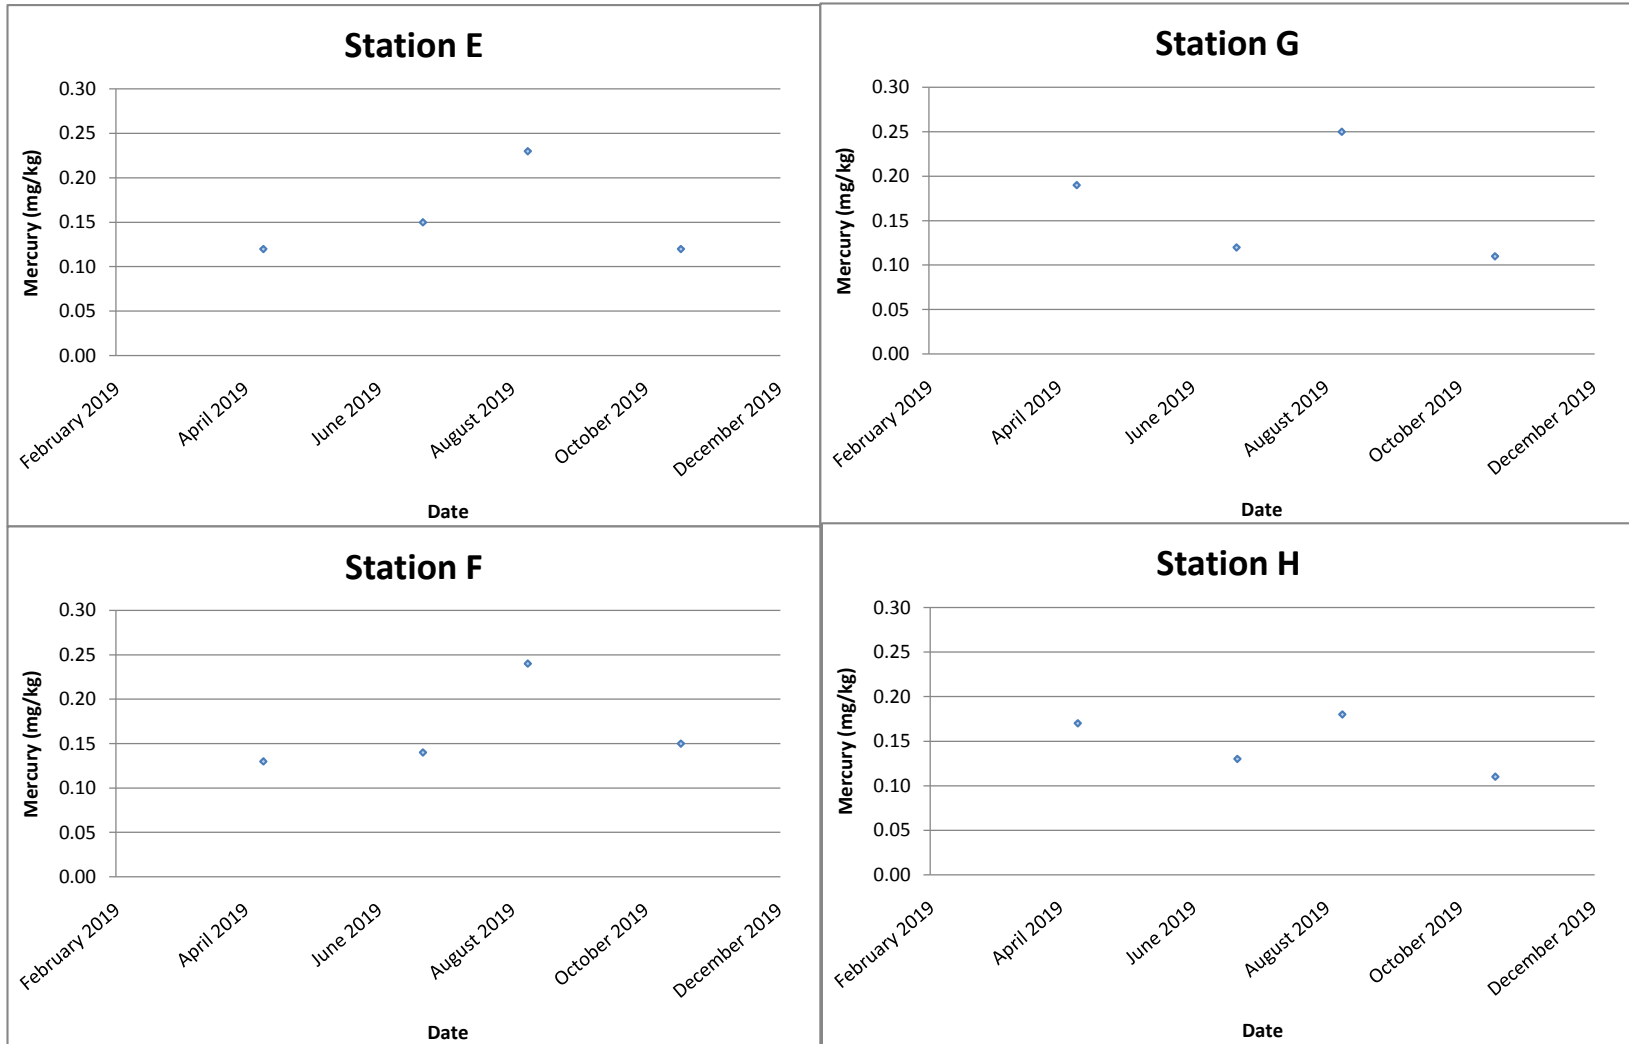 Station E
0.30
0.25
0.20
0.15
0.10
0.05
0.00
Mercury (mg/kg)
February 2019
April 2019
June 2019
August 2019
October 2019
December 2019
Date
Station G
0.30
0.25
0.20
0.15
0.10
0.05
0.00
Mercury (mg/kg)
February 2019
April 2019
June 2019
August 2019
October 2019
December 2019
Date
Station F
0.30
0.25
0.20
0.15
0.10
0.05
0.00
Mercury (mg/kg)
February 2019
April 2019
June 2019
August 2019
October 2019
December 2019
Date
Station H
0.30
0.25
0.20
0.15
0.10
0.05
0.00
Mercury (mg/kg)
February 2019
April 2019
June 2019
August 2019
October 2019
December 2019
Date